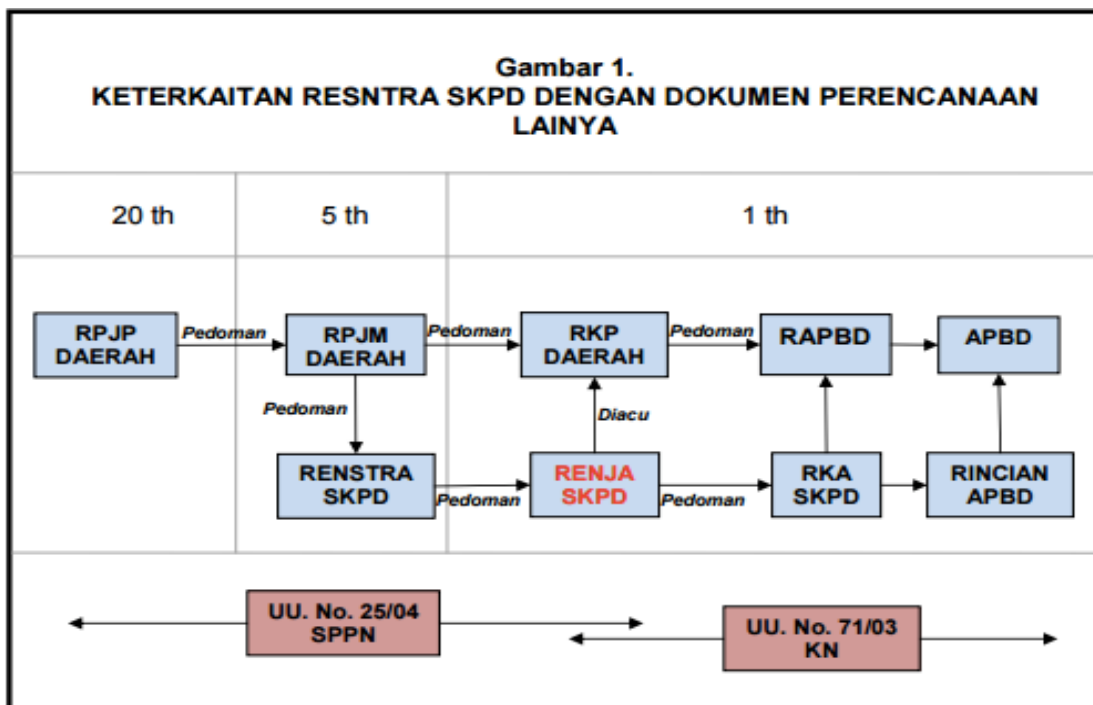 Gambar 1.
KETERKAITAN RESNTRA SKPD DENGAN DOKUMEN PERENCANAAN
LAINYA
20 th
5 th
1 th
RPJP
DAERAH
Pedoman
RPJM
DAERAH
Pedoman
RKP
DAERAH
Pedoman
RAPBD
APBD
Pedoman
Diacu
RENSTRA
SKPD
Pedoman
RENJA
SKPD
Pedoman
RKA
SKPD
RINCIAN
APBD
UU. No. 25/04
SPPN
UU. No. 71/03
KN